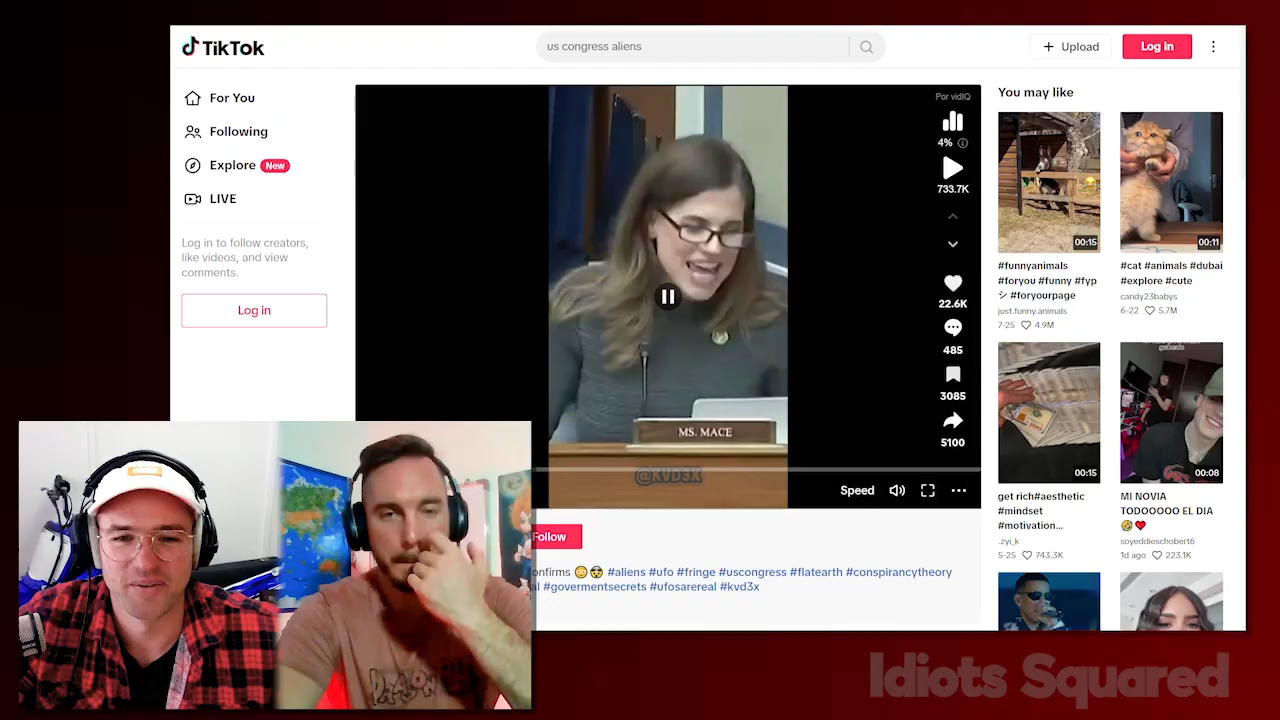 TikTok
us congress aliens
Upload
Log in
For You
Following
Explore New
LIVE
Log in to follow creators,
like videos, and view
comments.
Log in
Por vidIQ
4%
733.7K
22.6K
485
3085
5100
MS. MACE
@KVD3X
Speed
Follow
onfirms 😳😨 #aliens #ufo #fringe #uscongress #flatearth #conspiracytheory
al #govermentsecrets #ufosarereal #kvd3x
You may like
00:15
#funnyanimals
#foryou #funny #fyp
シ #foryourpage
just.funny.animals
7-25 4.9M
00:11
#cat #animals #dubai
#explore #cute
candy23babys
6-22 5.7M
00:15
get rich#aesthetic
#mindset
#motivation...
.zyi_k
5-25 743.3K
00:08
MI NOVIA
TODOOOOO EL DIA
🤣❤️
soyeddieschobert6
1d ago 223.1K
Idiots Squared